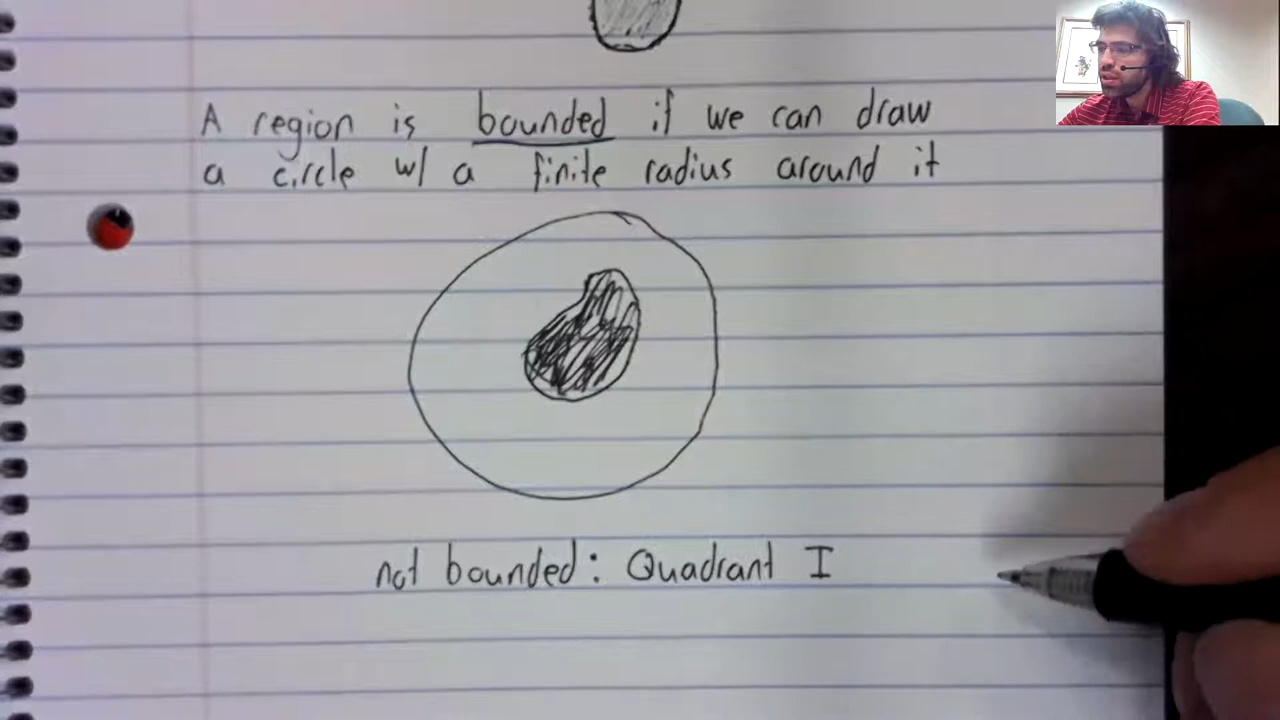 A region is bounded if we can draw
a circle w/ a finite radius around it
not bounded: Quadrant I